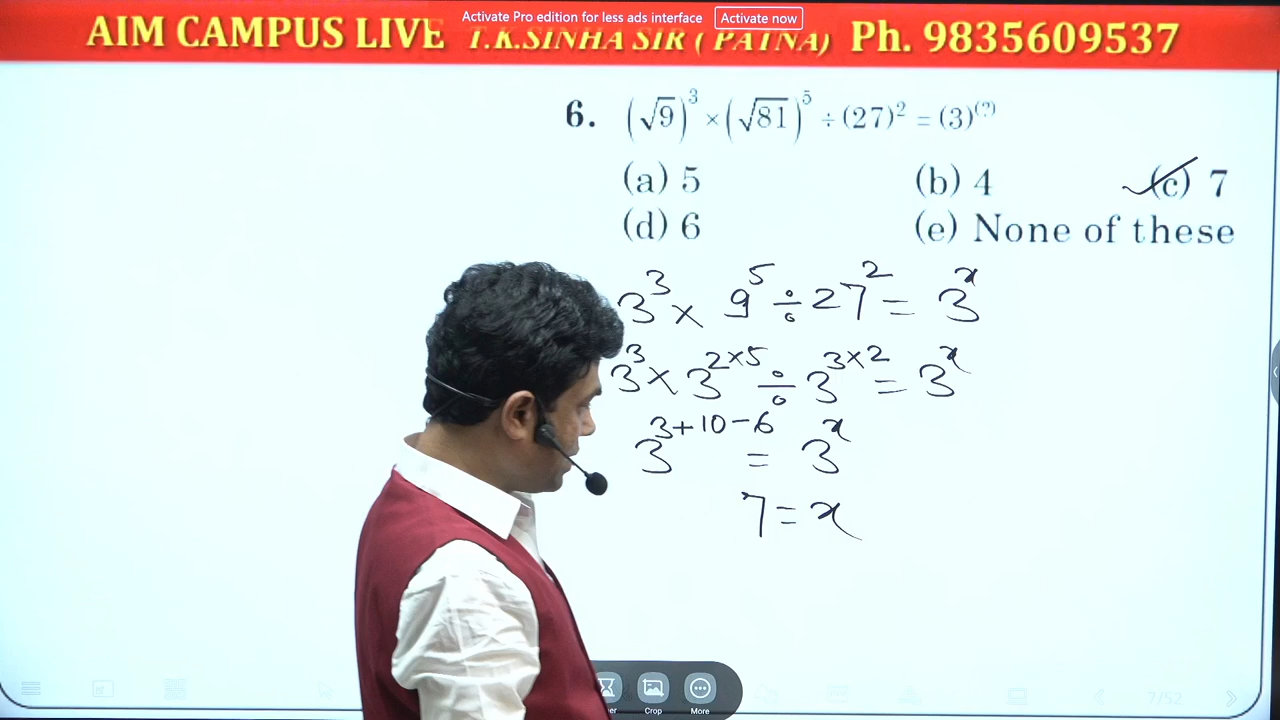 Activate Pro edition for less ads interface Activate now
AIM CAMPUS LIVE T.K.SINHA SIR ( PATNA) Ph. 9835609537
6. (√9)³ × (√81)⁵ ÷ (27)² = (3)⁽?⁾
(a) 5 (b) 4 (c) 7
(d) 6 (e) None of these
3³ × 9⁵ ÷ 27² = 3ˣ
3³ × 3²ˣ⁵ ÷ 3³ˣ² = 3ˣ
3³⁺¹⁰⁻⁶ = 3ˣ
7 = x
Crop More
7/52